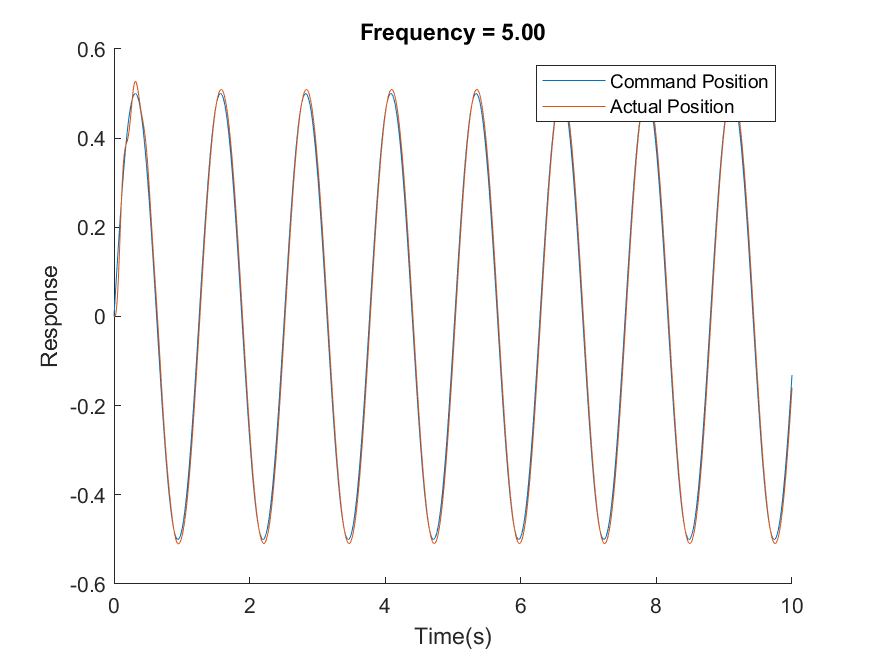 Frequency = 5.00
0.6
0.4
0.2
0
-0.2
-0.4
-0.6
Response
Command Position
Actual Position
0 2 4 6 8 10
Time(s)